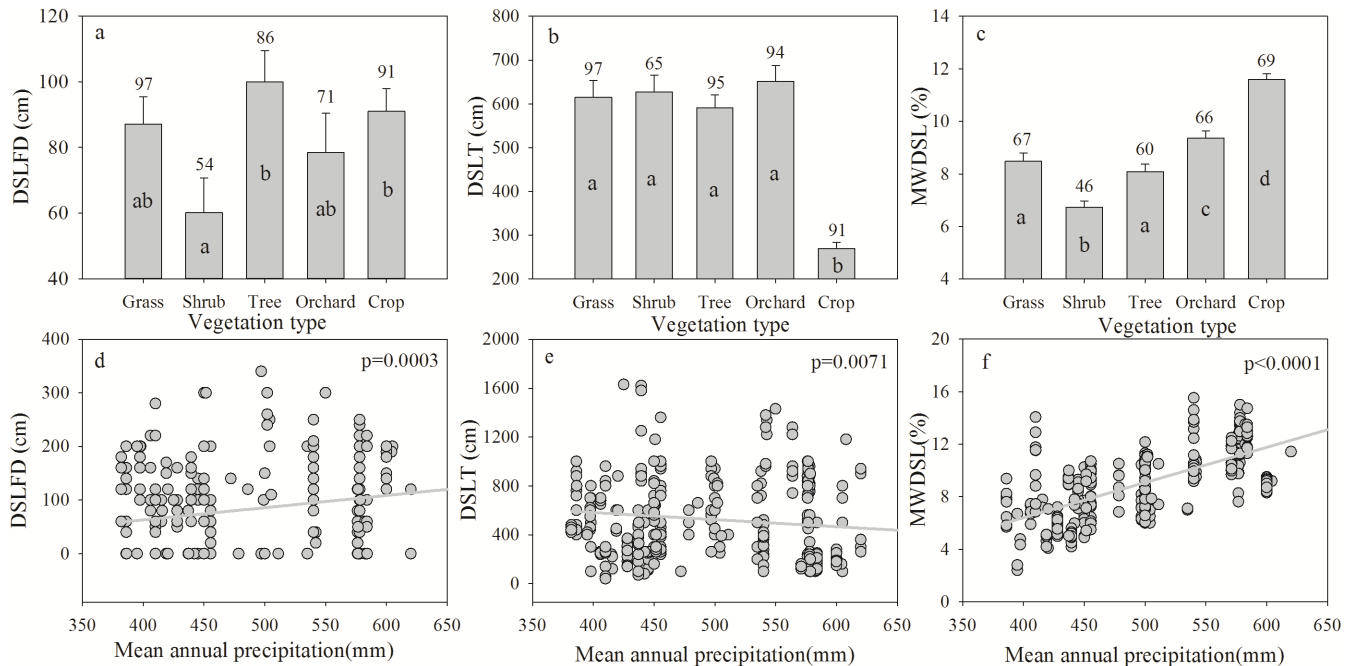 a
DSLFD (cm)
120
100
80
60
40
97
54
86
71
91
ab
a
b
ab
b
Grass Shrub Tree Orchard Crop
Vegetation type
b
DSLT (cm)
900
800
700
600
500
400
300
200
97
65
95
94
91
a
a
a
a
b
Grass Shrub Tree Orchard Crop
Vegetation type
c
MWDSL (%)
14
12
10
8
6
4
67
46
60
66
69
a
b
a
c
d
Grass Shrub Tree Orchard Crop
Vegetation type
d
p=0.0003
DSLFD (cm)
400
300
200
100
0
350 400 450 500 550 600 650
Mean annual precipitation(mm)
e
p=0.0071
DSLT (cm)
2000
1600
1200
800
400
0
350 400 450 500 550 600 650
Mean annual precipitation(mm)
f
p<0.0001
MWDSL(%)
20
16
12
8
4
0
350 400 450 500 550 600 650
Mean annual precipitation(mm)